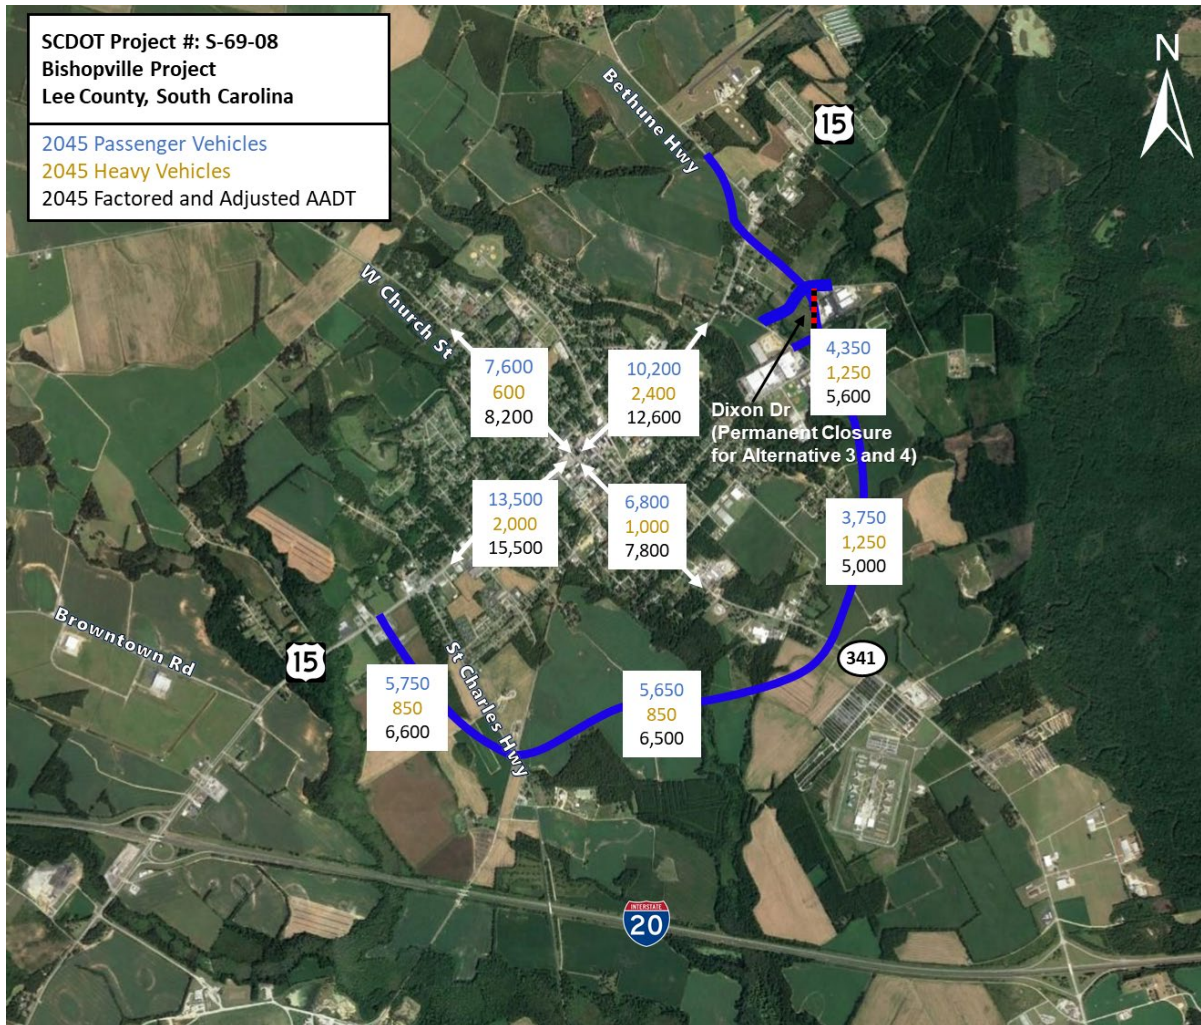 SCDOT Project #: S-69-08
Bishopville Project
Lee County, South Carolina
2045 Passenger Vehicles
2045 Heavy Vehicles
2045 Factored and Adjusted AADT
N
Bethune Hwy
15
W Church St
7,600
600
8,200
10,200
2,400
12,600
4,350
1,250
5,600
Dixon Dr
(Permanent Closure
for Alternative 3 and 4)
13,500
2,000
15,500
6,800
1,000
7,800
3,750
1,250
5,000
Browntown Rd
15
St Charles Hwy
341
5,750
850
6,600
5,650
850
6,500
INTERSTATE
20